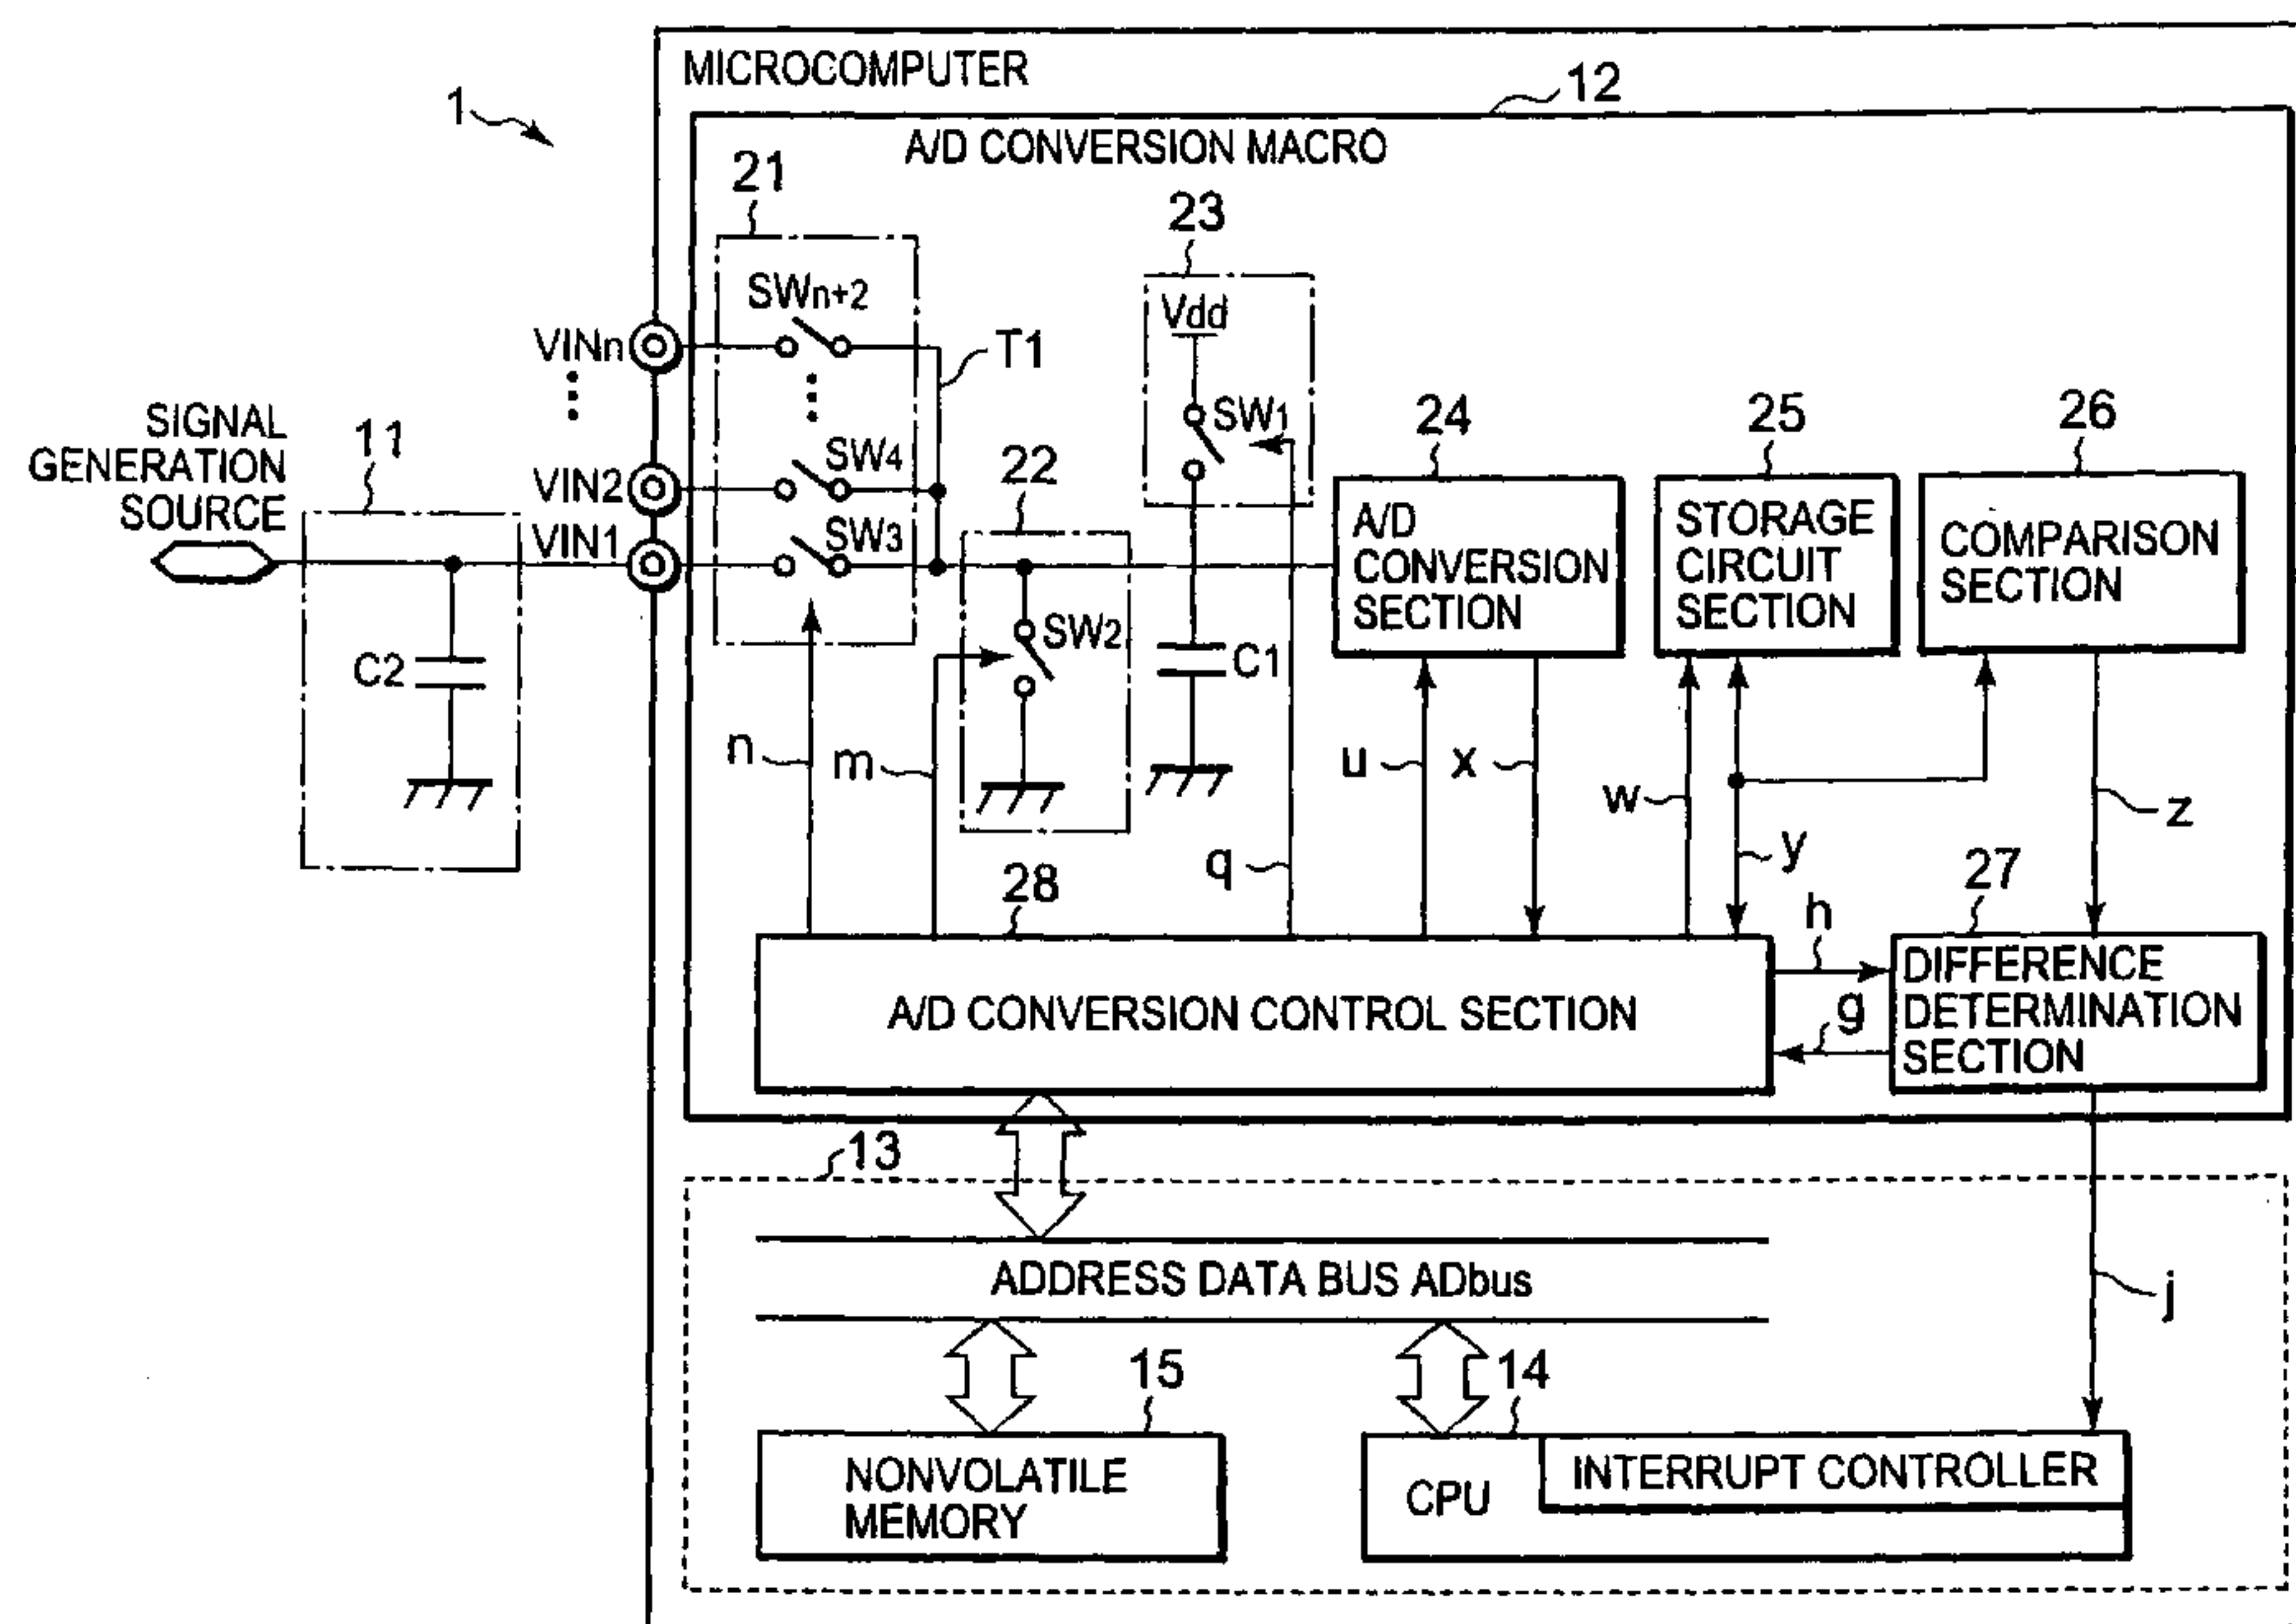 MICROCOMPUTER
1
12
A/D CONVERSION MACRO
21
23
SWn+2
Vdd
VINn
T1
SIGNAL
GENERATION
SOURCE
11
SW1
24
25
26
SW4
VIN2
22
VIN1
SW3
A/D
CONVERSION
SECTION
STORAGE
CIRCUIT
SECTION
COMPARISON
SECTION
SW2
C2
C1
n
m
u
x
w
z
q
y
28
27
h
A/D CONVERSION CONTROL SECTION
g
DIFFERENCE
DETERMINATION
SECTION
13
ADDRESS DATA BUS ADbus
j
15
14
NONVOLATILE
MEMORY
CPU
INTERRUPT CONTROLLER